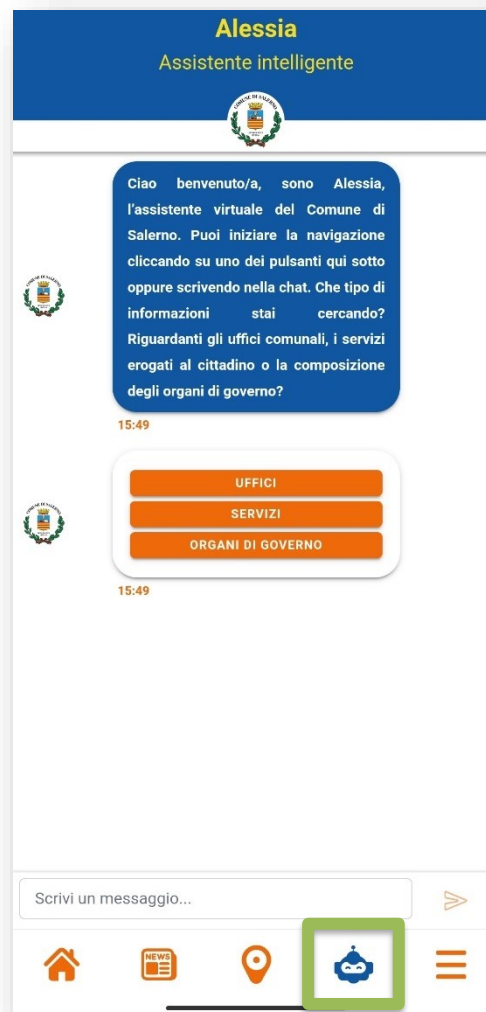 Alessia
Assistente intelligente
COMUNE DI SALERNO
Ciao benvenuto/a, sono Alessia,
l'assistente virtuale del Comune di
Salerno. Puoi iniziare la navigazione
cliccando su uno dei pulsanti qui sotto
oppure scrivendo nella chat. Che tipo di
informazioni stai cercando?
Riguardanti gli uffici comunali, i servizi
erogati al cittadino o la composizione
degli organi di governo?
15:49
UFFICI
SERVIZI
ORGANI DI GOVERNO
15:49
Scrivi un messaggio...
NEWS